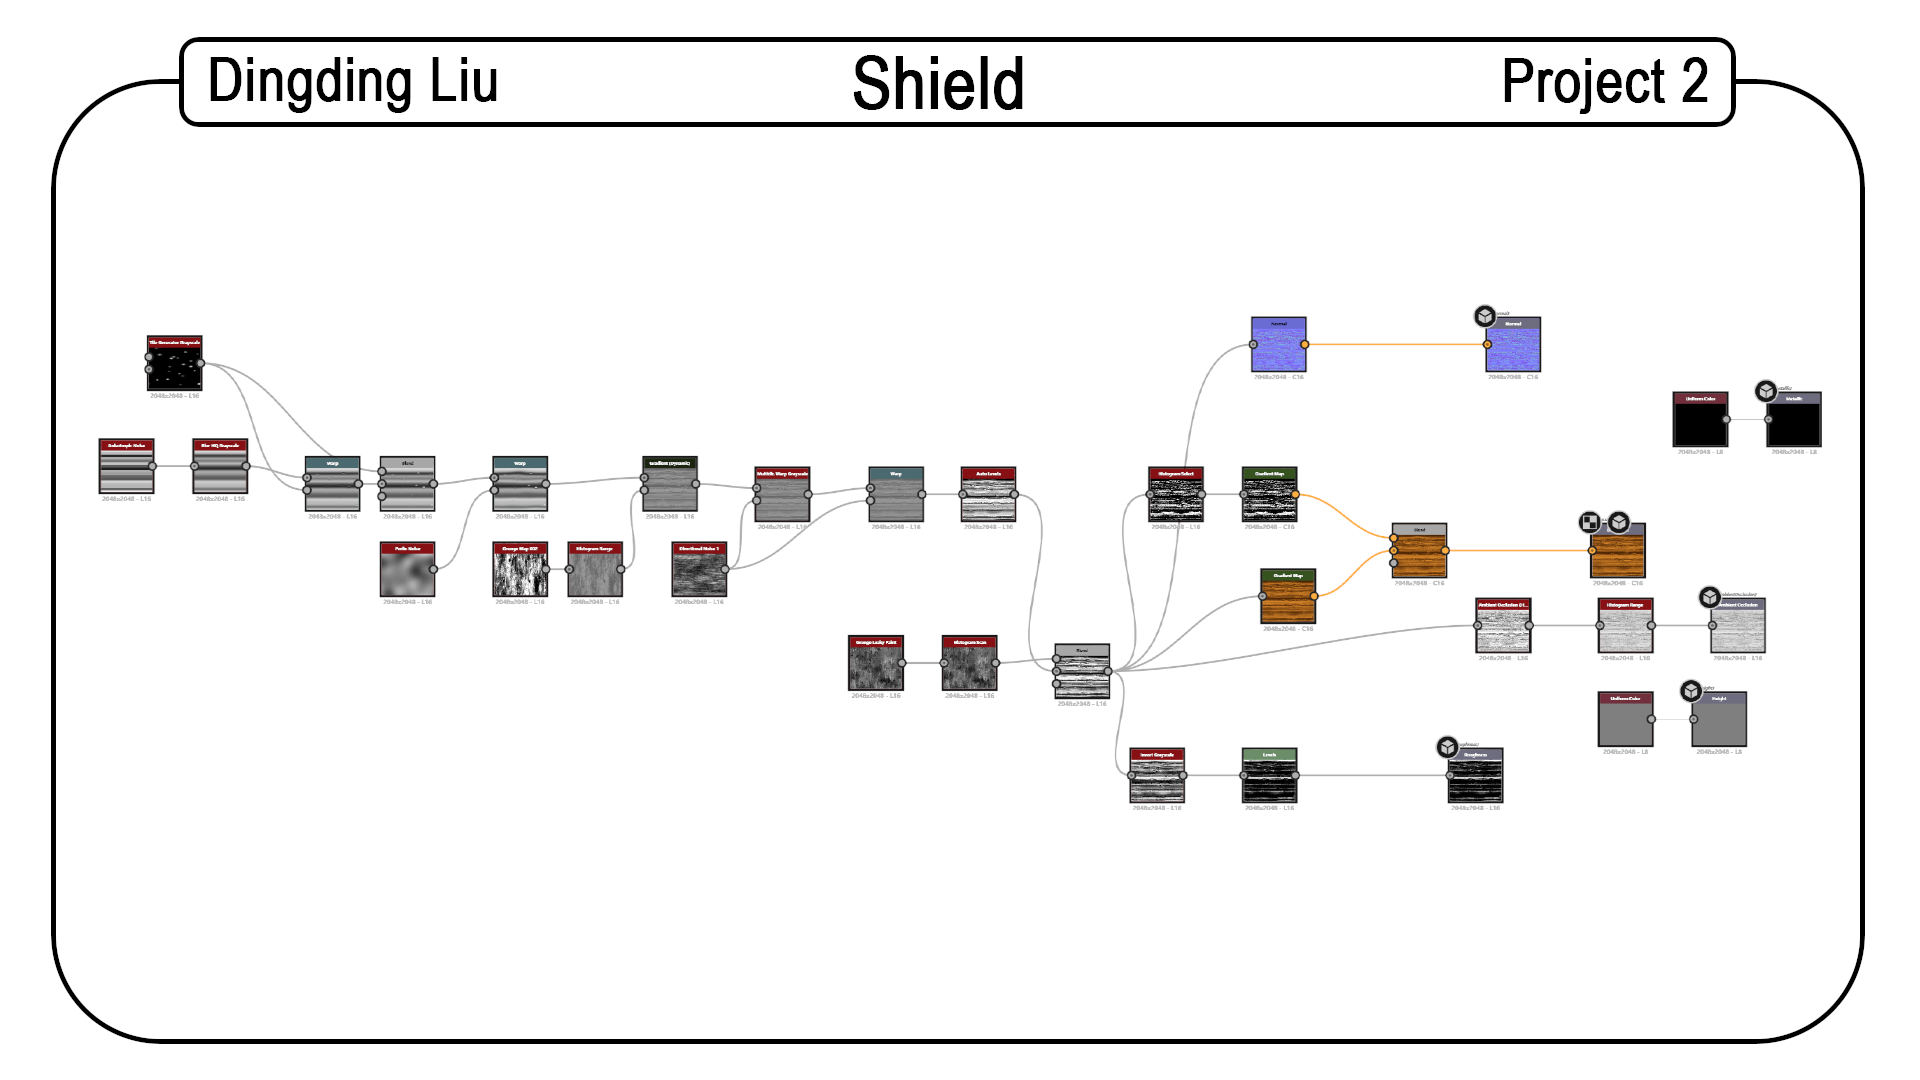 Dingding Liu
Shield
Project 2
Normal
2048x2048 - C16
Normal
2048x2048 - C16
Tile Generator Grayscale
2048x2048 - L16
Uniform Color
2048x2048 - L8
Metallic
2048x2048 - L8
Anisotropic Noise
2048x2048 - L16
Blur HQ Grayscale
2048x2048 - L16
Warp
2048x2048 - L16
Blend
2048x2048 - L16
Warp
2048x2048 - L16
Gradient (Dynamic)
2048x2048 - L16
Multi Dir Warp Grayscale
2048x2048 - L16
Warp
2048x2048 - L16
Auto Levels
2048x2048 - L16
Histogram Select
2048x2048 - L16
Gradient Map
2048x2048 - C16
Blend
2048x2048 - C16
2048x2048 - C16
Perlin Noise
2048x2048 - L16
Grunge Map 002
2048x2048 - L16
Histogram Range
2048x2048 - L16
Directional Noise 1
2048x2048 - L16
Gradient Map
2048x2048 - C16
Ambient Occlusion (H...
2048x2048 - L16
Histogram Range
2048x2048 - L16
Ambient Occlusion
2048x2048 - L16
Grunge Leaky Paint
2048x2048 - L16
Histogram Scan
2048x2048 - L16
Blend
2048x2048 - L16
Uniform Color
2048x2048 - L8
Height
2048x2048 - L8
Invert Grayscale
2048x2048 - L16
Levels
2048x2048 - L16
Roughness
2048x2048 - L16